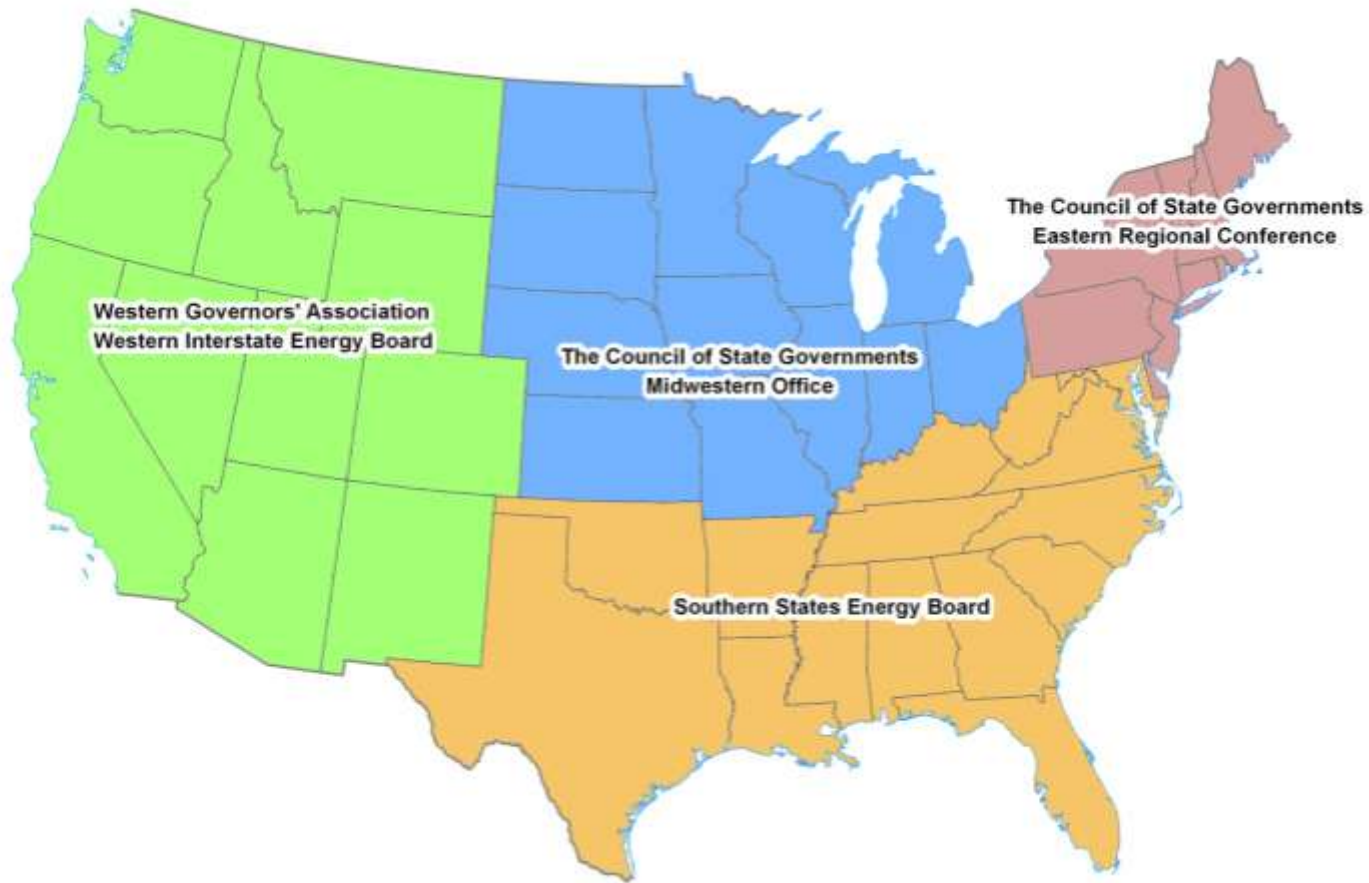 The Council of State Governments
Eastern Regional Conference
Western Governors' Association
Western Interstate Energy Board
The Council of State Governments
Midwestern Office
Southern States Energy Board